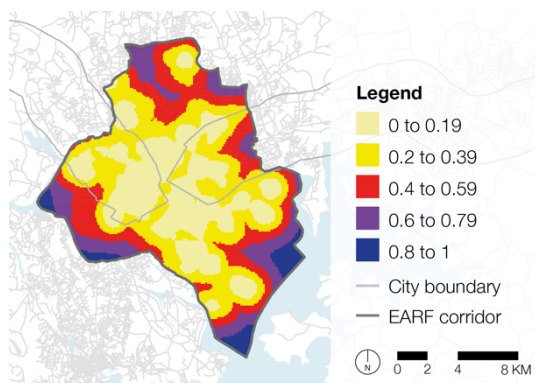 Legend
0 to 0.19
0.2 to 0.39
0.4 to 0.59
0.6 to 0.79
0.8 to 1
City boundary
EARF corridor
N
0 2 4 8 KM